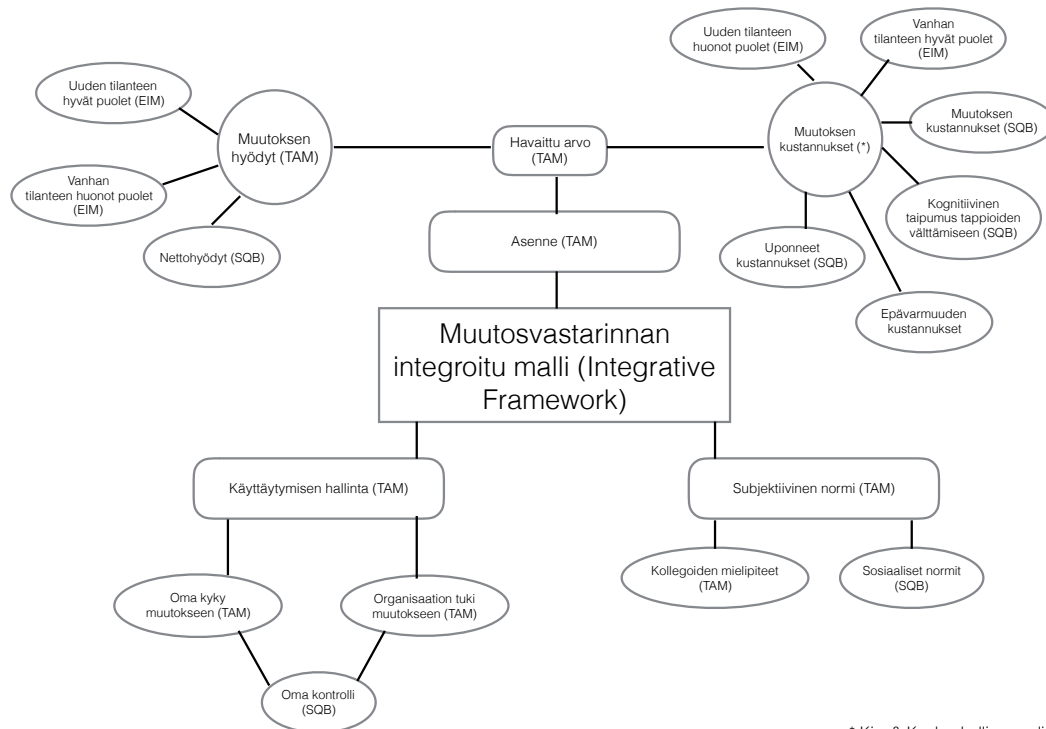 Uuden tilanteen
huonot puolet (EIM)
Vanhan
tilanteen hyvät puolet
(EIM)
Uuden tilanteen
hyvät puolet (EIM)
Muutoksen
hyödyt (TAM)
Havaittu arvo
(TAM)
Muutoksen
kustannukset (*)
Muutoksen
kustannukset (SQB)
Vanhan
tilanteen huonot puolet
(EIM)
Kognitiivinen
taipumus tappioiden
välttämiseen (SQB)
Nettohyödyt (SQB)
Asenne (TAM)
Uponneet
kustannukset (SQB)
Epävarmuuden
kustannukset
Muutosvastarinnan
integroitu malli (Integrative
Framework)
Käyttäytymisen hallinta (TAM)
Subjektiivinen normi (TAM)
Oma kyky
muutokseen (TAM)
Organisaation tuki
muutokseen (TAM)
Kollegoiden mielipiteet
(TAM)
Sosiaaliset normit
(SQB)
Oma kontrolli
(SQB)